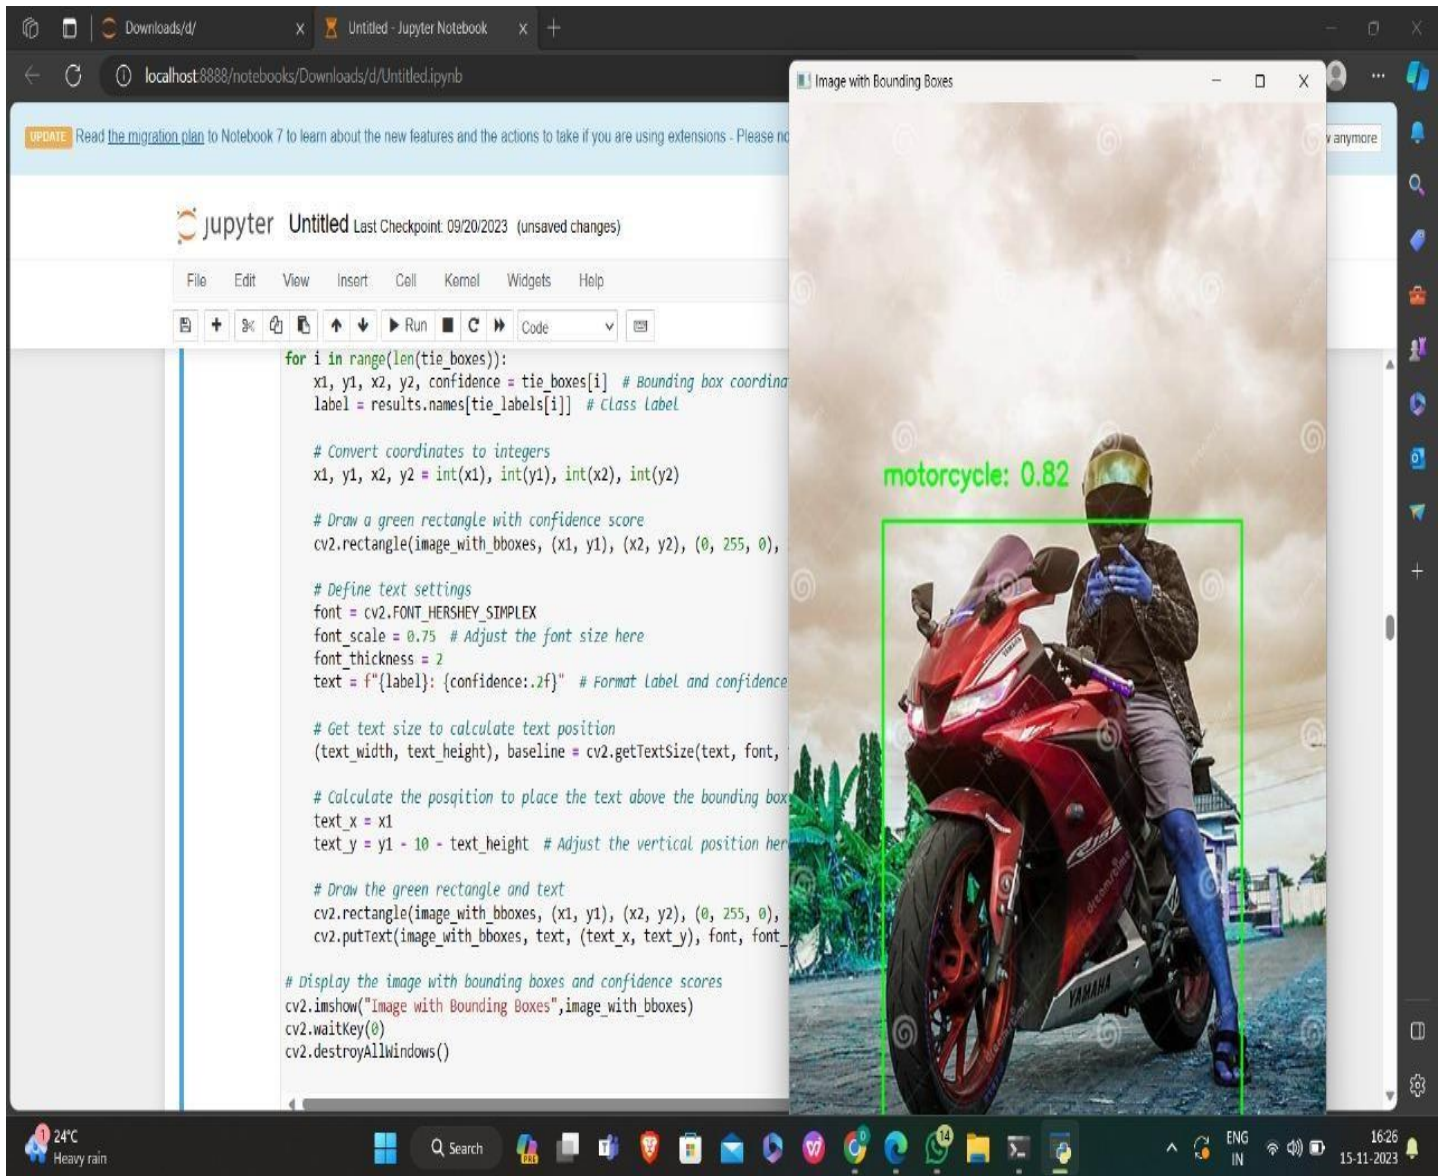 Downloads/d/
Untitled - Jupyter Notebook
localhost:8888/notebooks/Downloads/d/Untitled.ipynb
Image with Bounding Boxes
UPDATE Read the migration plan to Notebook 7 to learn about the new features and the actions to take if you are using extensions - Please no
anymore
jupyter Untitled Last Checkpoint: 09/20/2023 (unsaved changes)
File Edit View Insert Cell Kernel Widgets Help
Run Code
for i in range(len(tie_boxes)):
x1, y1, x2, y2, confidence = tie_boxes[i] # Bounding box coordina
label = results.names[tie_labels[i]] # Class label
# Convert coordinates to integers
x1, y1, x2, y2 = int(x1), int(y1), int(x2), int(y2)
# Draw a green rectangle with confidence score
cv2.rectangle(image_with_bboxes, (x1, y1), (x2, y2), (0, 255, 0),
# Define text settings
font = cv2.FONT_HERSHEY_SIMPLEX
font_scale = 0.75 # Adjust the font size here
font_thickness = 2
text = f"{label}: {confidence:.2f}" # Format label and confidence
# Get text size to calculate text position
(text_width, text_height), baseline = cv2.getTextSize(text, font,
# Calculate the posqition to place the text above the bounding box
text_x = x1
text_y = y1 - 10 - text_height # Adjust the vertical position her
# Draw the green rectangle and text
cv2.rectangle(image_with_bboxes, (x1, y1), (x2, y2), (0, 255, 0),
cv2.putText(image_with_bboxes, text, (text_x, text_y), font, font_
# Display the image with bounding boxes and confidence scores
cv2.imshow("Image with Bounding Boxes",image_with_bboxes)
cv2.waitKey(0)
cv2.destroyAllWindows()
motorcycle: 0.82
YAMAHA
R15
YAMAHA
dreamstime
1
24°C
Heavy rain
Search
PRE
14
ENG
IN
16:26
15-11-2023